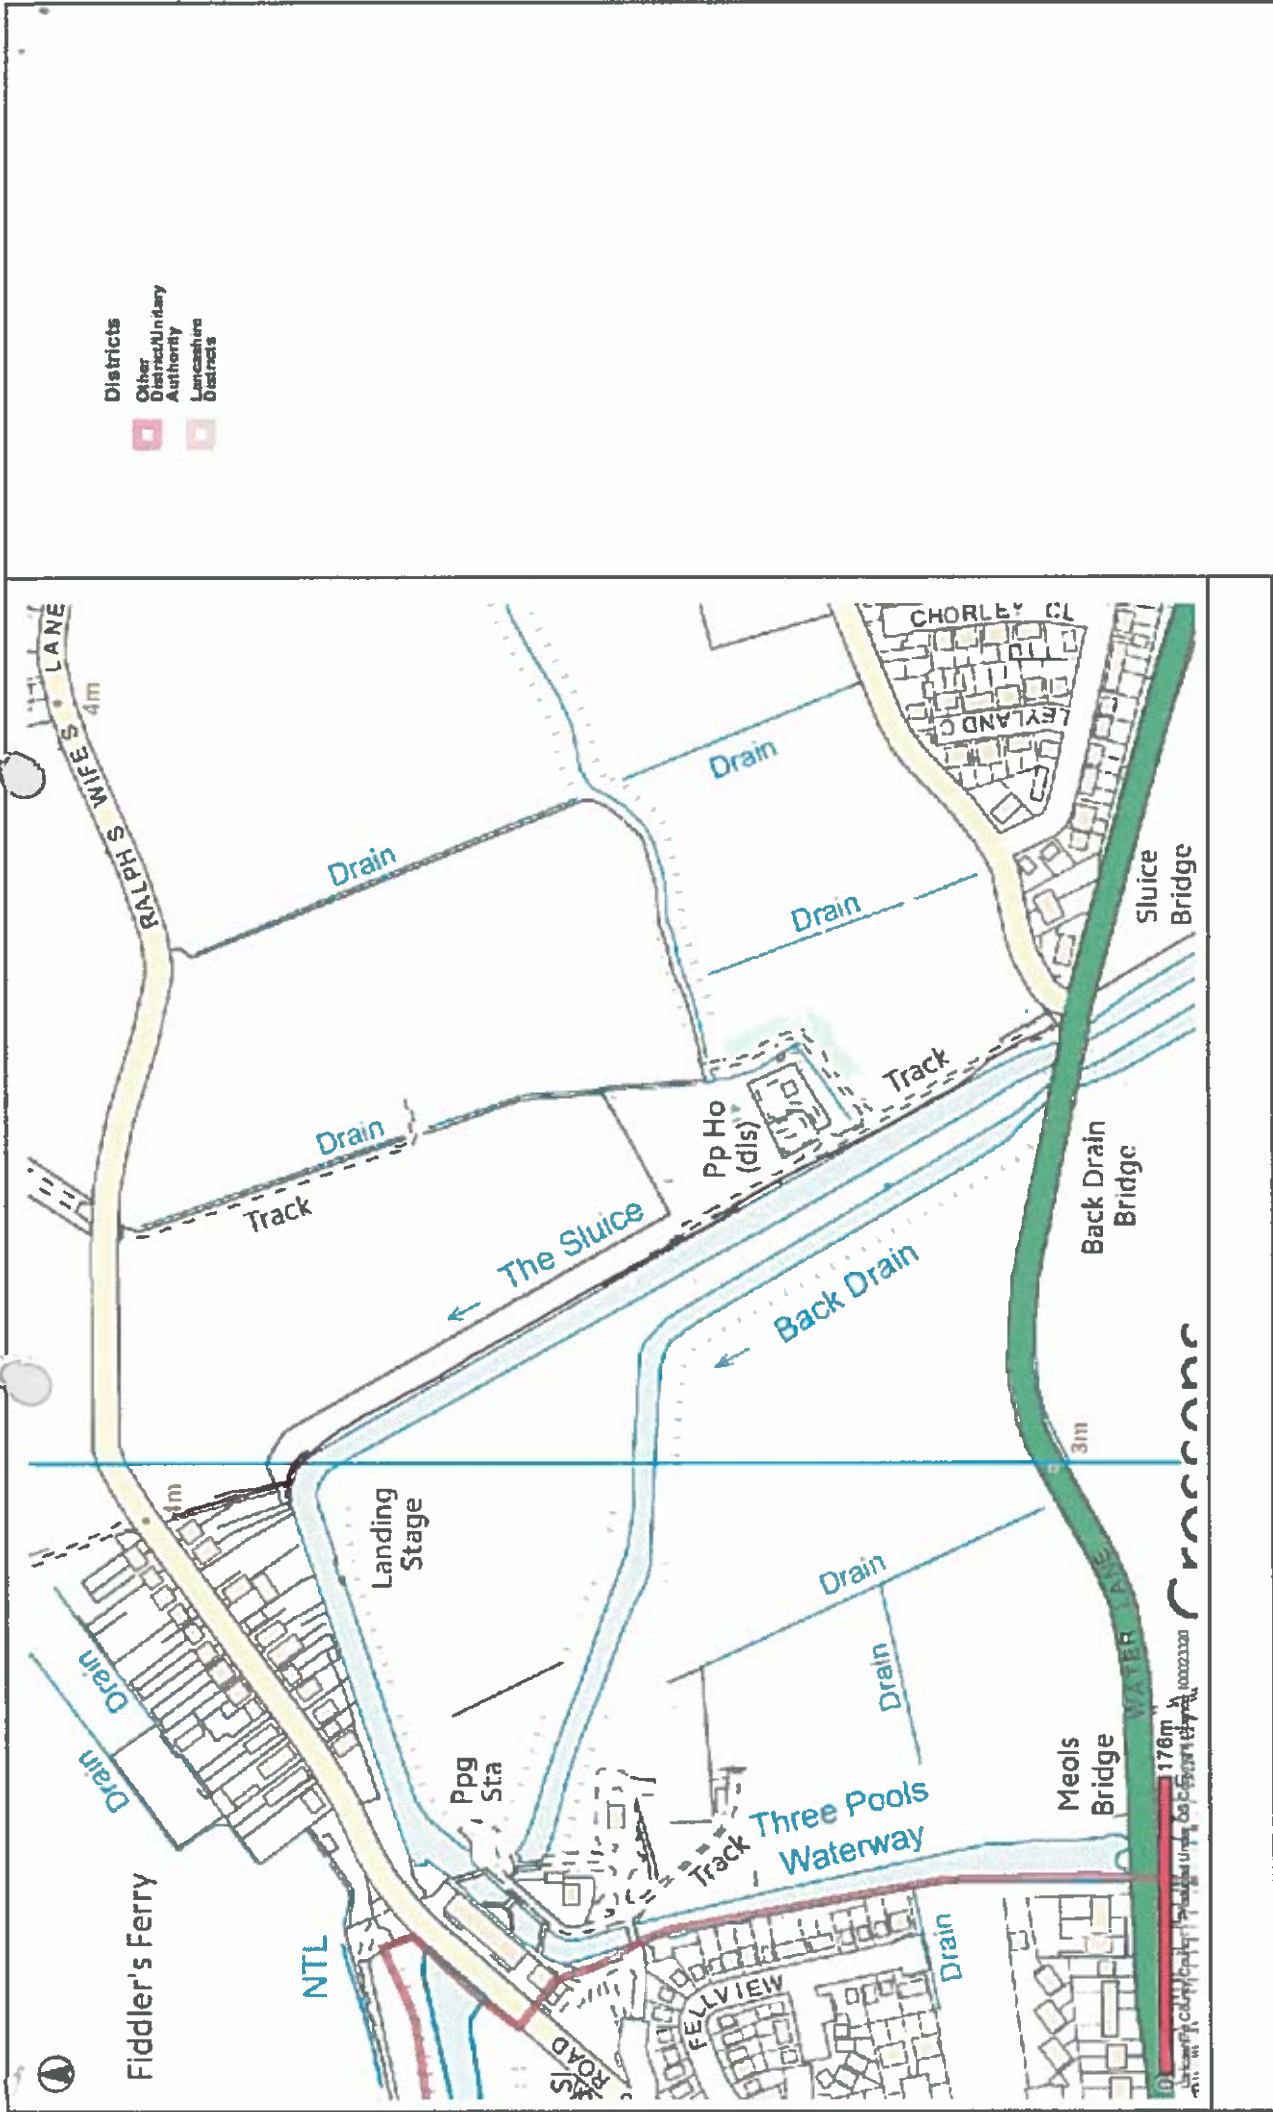 Districts
Other
District/Unitary
Authority
Lancashire
Districts
Fiddler's Ferry
NTL
Drain
Drain
RALPH S WIFE S LANE
4m
4m
Track
Drain
Drain
Drain
Drain
The Sluice
Landing
Stage
Ppg
Sta
Pp Ho
(dis)
Track
Back Drain
CHORLEY CL
LEYLAND C
Sluice
Bridge
Back Drain
Bridge
3m
Drain
Drain
Three Pools
Waterway
Track
Meols
Bridge
WATER LANE
ROAD
FELLVIEW
Drain
0
176m